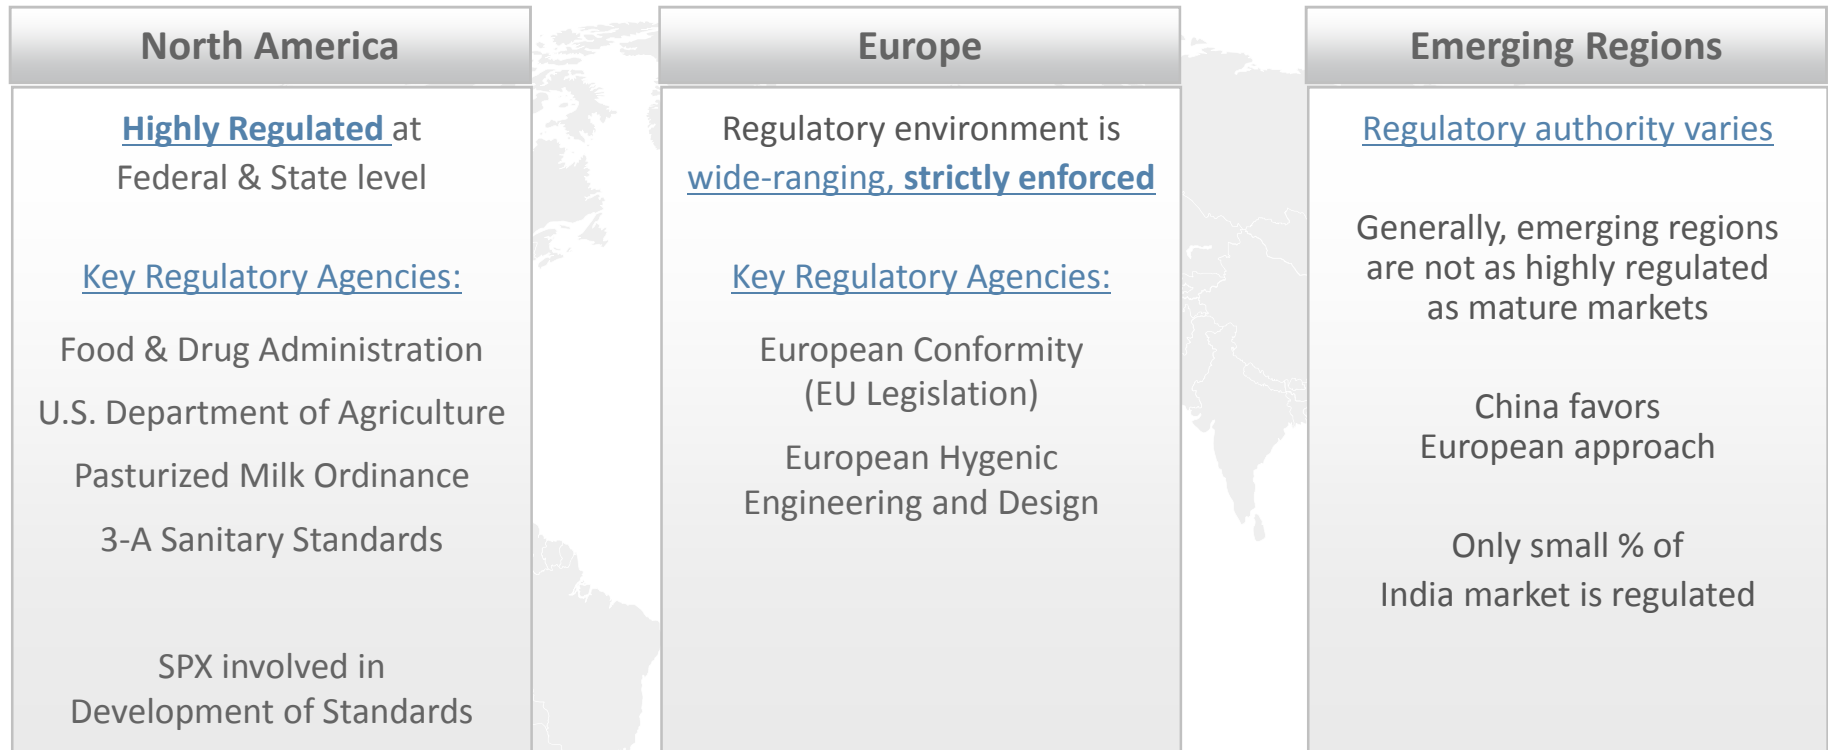 North America
Highly Regulated at
Federal & State level
Key Regulatory Agencies:
Food & Drug Administration
U.S. Department of Agriculture
Pasturized Milk Ordinance
3-A Sanitary Standards
SPX involved in
Development of Standards
Europe
Regulatory environment is
wide-ranging, strictly enforced
Key Regulatory Agencies:
European Conformity
(EU Legislation)
European Hygenic
Engineering and Design
Emerging Regions
Regulatory authority varies
Generally, emerging regions
are not as highly regulated
as mature markets
China favors
European approach
Only small % of
India market is regulated